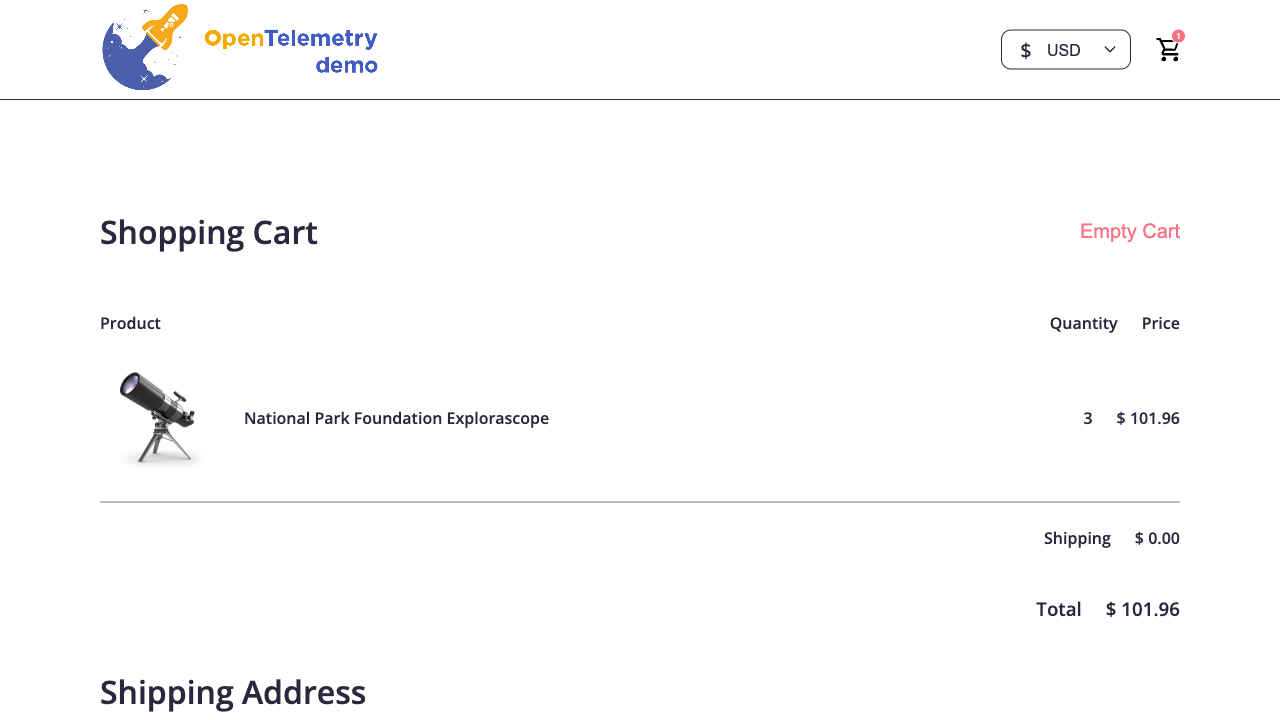 OpenTelemetry
demo
$ USD
1
Shopping Cart
Empty Cart
Product Quantity Price
National Park Foundation Explorascope 3 $ 101.96
Shipping $ 0.00
Total $ 101.96
Shipping Address